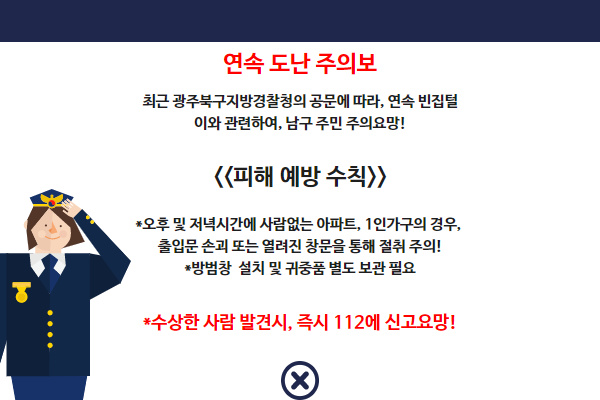 연속 도난 주의보
최근 광주북구지방경찰청의 공문에 따라, 연속 빈집털
이와 관련하여, 남구 주민 주의요망!
<<피해 예방 수칙>>
*오후 및 저녁시간에 사람없는 아파트, 1인가구의 경우,
출입문 손괴 또는 열려진 창문을 통해 절취 주의!
*방범창 설치 및 귀중품 별도 보관 필요
*수상한 사람 발견시, 즉시 112에 신고요망!